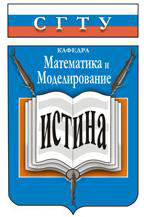 СГТУ
КАФЕДРА
Математика и
Моделирование
ИСТИНА